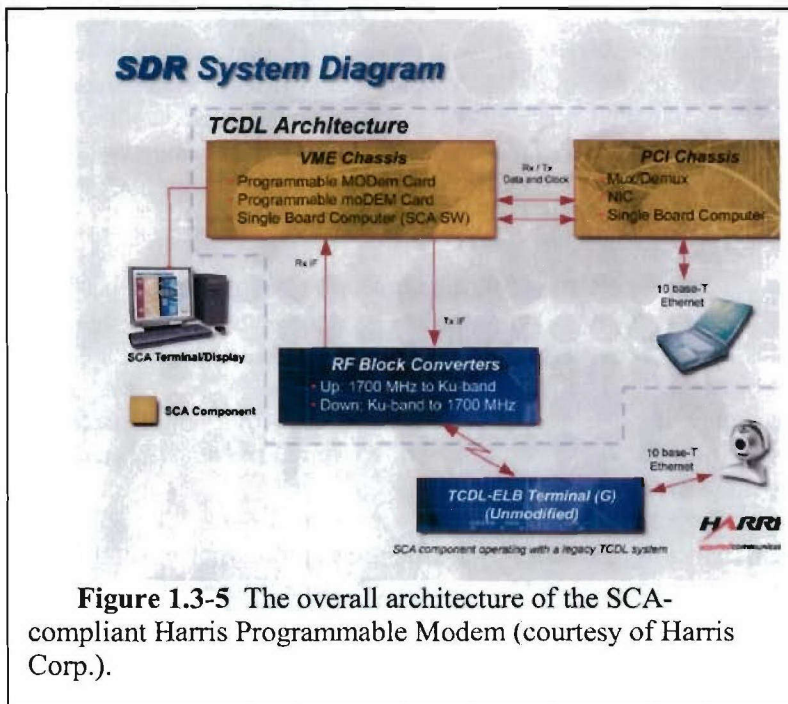 SDR System Diagram
TCDL Architecture
VME Chassis
- Programmable MODem Card
- Programmable moDEM Card
- Single Board Computer (SCA SW)
Rx / Tx
Data and Clock
PCI Chassis
- Mux/Demux
- NIC
- Single Board Computer
Rx IF
Tx IF
10 base-T
Ethernet
SCA Terminal/Display
SCA Component
RF Block Converters
- Up: 1700 MHz to Ku-band
- Down: Ku-band to 1700 MHz
10 base-T
Ethernet
TCDL-ELB Terminal (G)
(Unmodified)
SCA component operating with a legacy TCDL system
HARRI
Figure 1.3-5 The overall architecture of the SCA-
compliant Harris Programmable Modem (courtesy of Harris
Corp.).